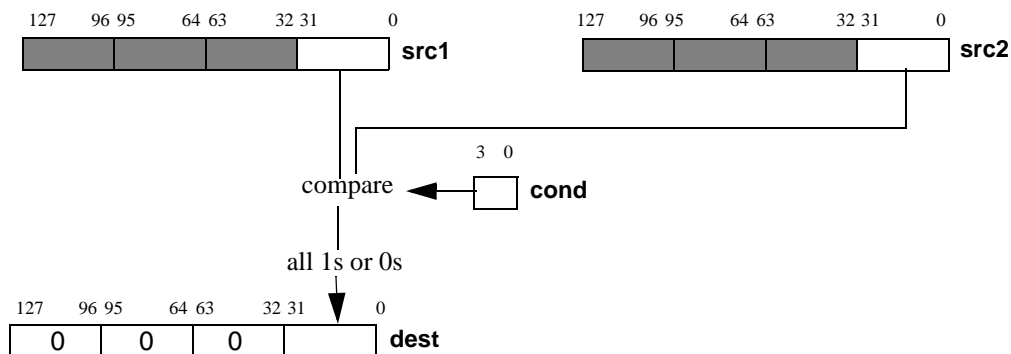 127 96 95 64 63 32 31 0 127 96 95 64 63 32 31 0
src1 src2
3 0
compare cond
all 1s or 0s
127 96 95 64 63 32 31 0
0 0 0 dest